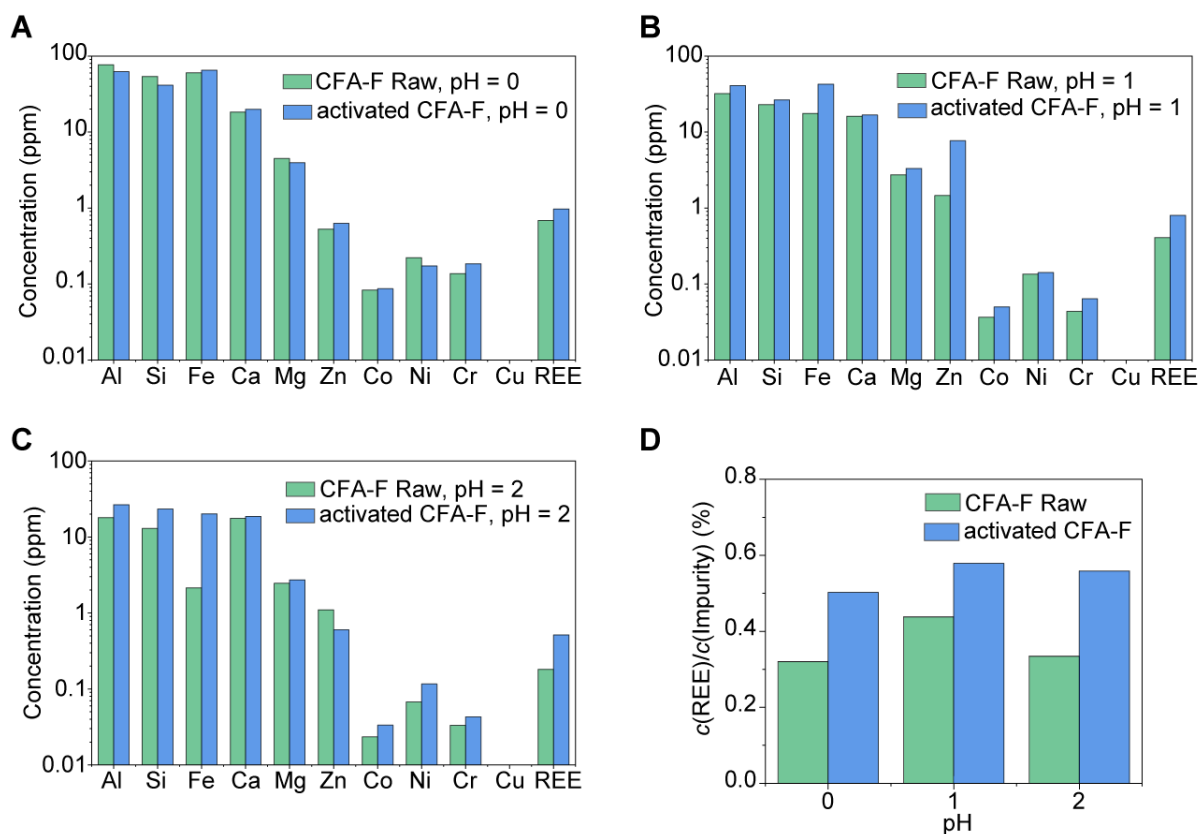 A
Concentration (ppm)
100
10
1
0.1
0.01
CFA-F Raw, pH = 0
activated CFA-F, pH = 0
Al Si Fe Ca Mg Zn Co Ni Cr Cu REE
B
Concentration (ppm)
100
10
1
0.1
0.01
CFA-F Raw, pH = 1
activated CFA-F, pH = 1
Al Si Fe Ca Mg Zn Co Ni Cr Cu REE
C
Concentration (ppm)
100
10
1
0.1
0.01
CFA-F Raw, pH = 2
activated CFA-F, pH = 2
Al Si Fe Ca Mg Zn Co Ni Cr Cu REE
D
c(REE)/c(Impurity) (%)
0.8
0.6
0.4
0.2
0.0
CFA-F Raw
activated CFA-F
0 1 2
pH